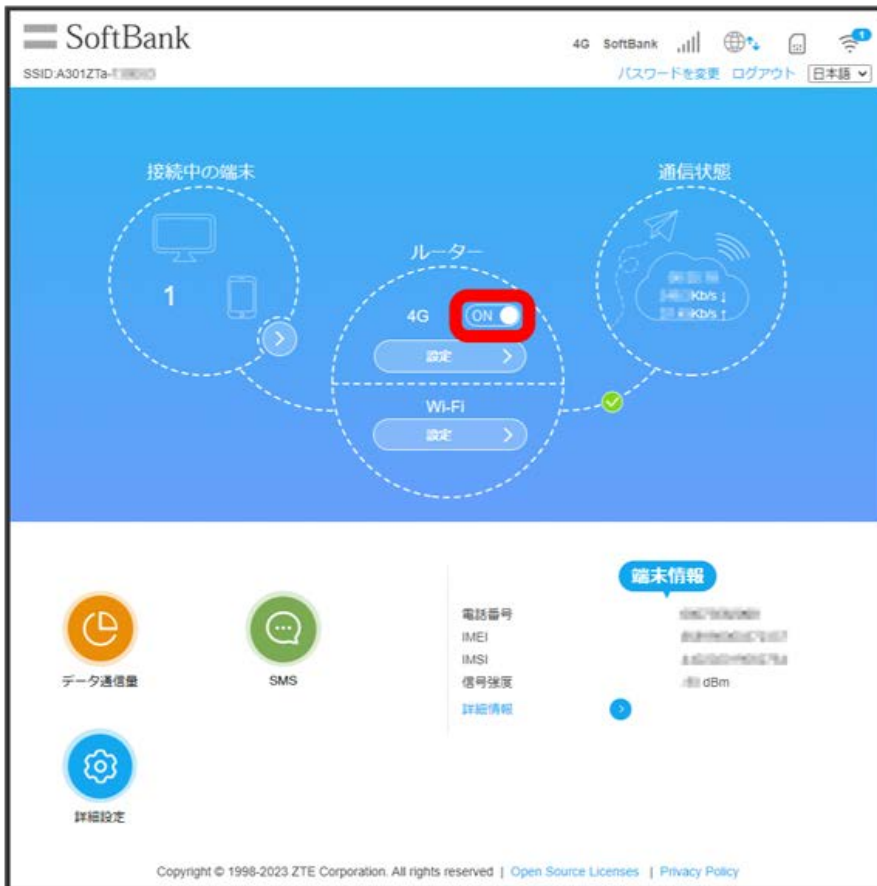 SoftBank
4G SoftBank
1
SSID:A301ZTa-
パスワードを変更 ログアウト 日本語
接続中の端末
通信状態
ルーター
1
4G ON
Kb/s ↓
Kb/s ↑
設定
Wi-Fi
設定
端末情報
電話番号
IMEI
IMSI
信号強度 dBm
詳細情報
データ通信量
SMS
詳細設定
Copyright © 1998-2023 ZTE Corporation. All rights reserved | Open Source Licenses | Privacy Policy